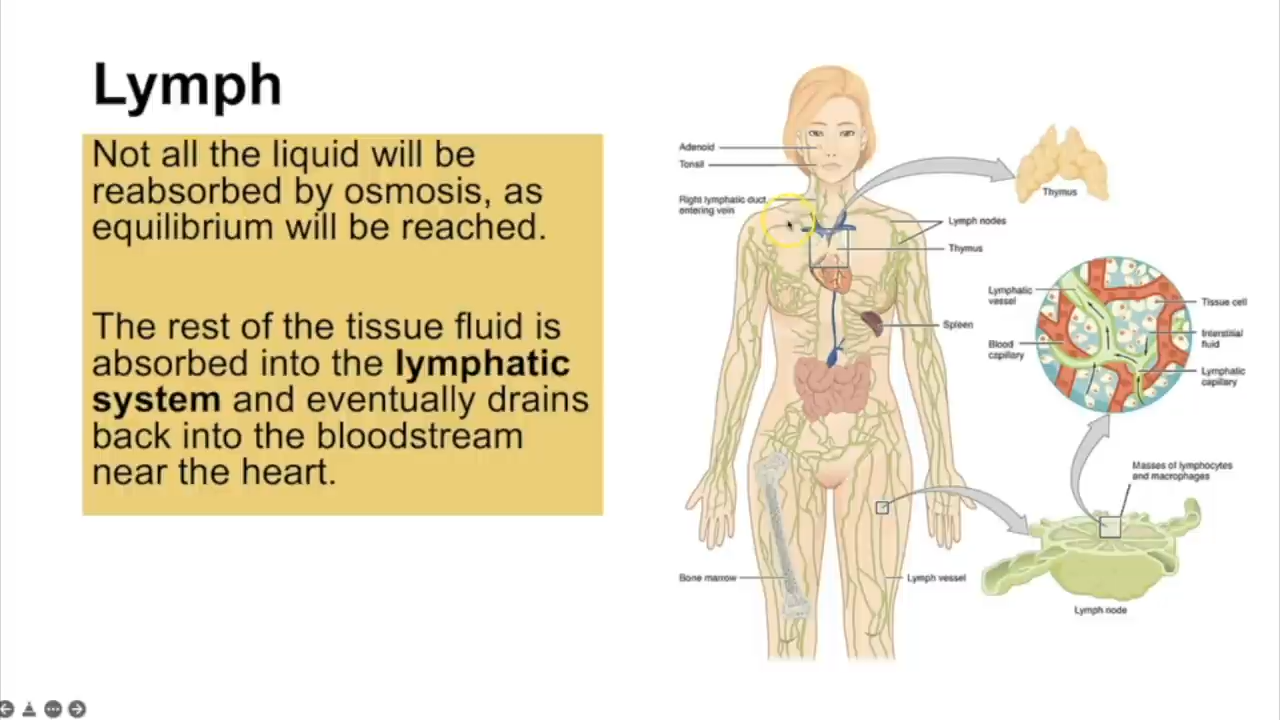 Lymph
Not all the liquid will be
reabsorbed by osmosis, as
equilibrium will be reached.
The rest of the tissue fluid is
absorbed into the lymphatic
system and eventually drains
back into the bloodstream
near the heart.
Adenoid
Tonsil
Right lymphatic duct,
entering vein
Thymus
Lymph nodes
Thymus
Spleen
Lymphatic
vessel
Blood
capillary
Tissue cell
Interstitial
fluid
Lymphatic
capillary
Masses of lymphocytes
and macrophages
Bone marrow
Lymph vessel
Lymph node